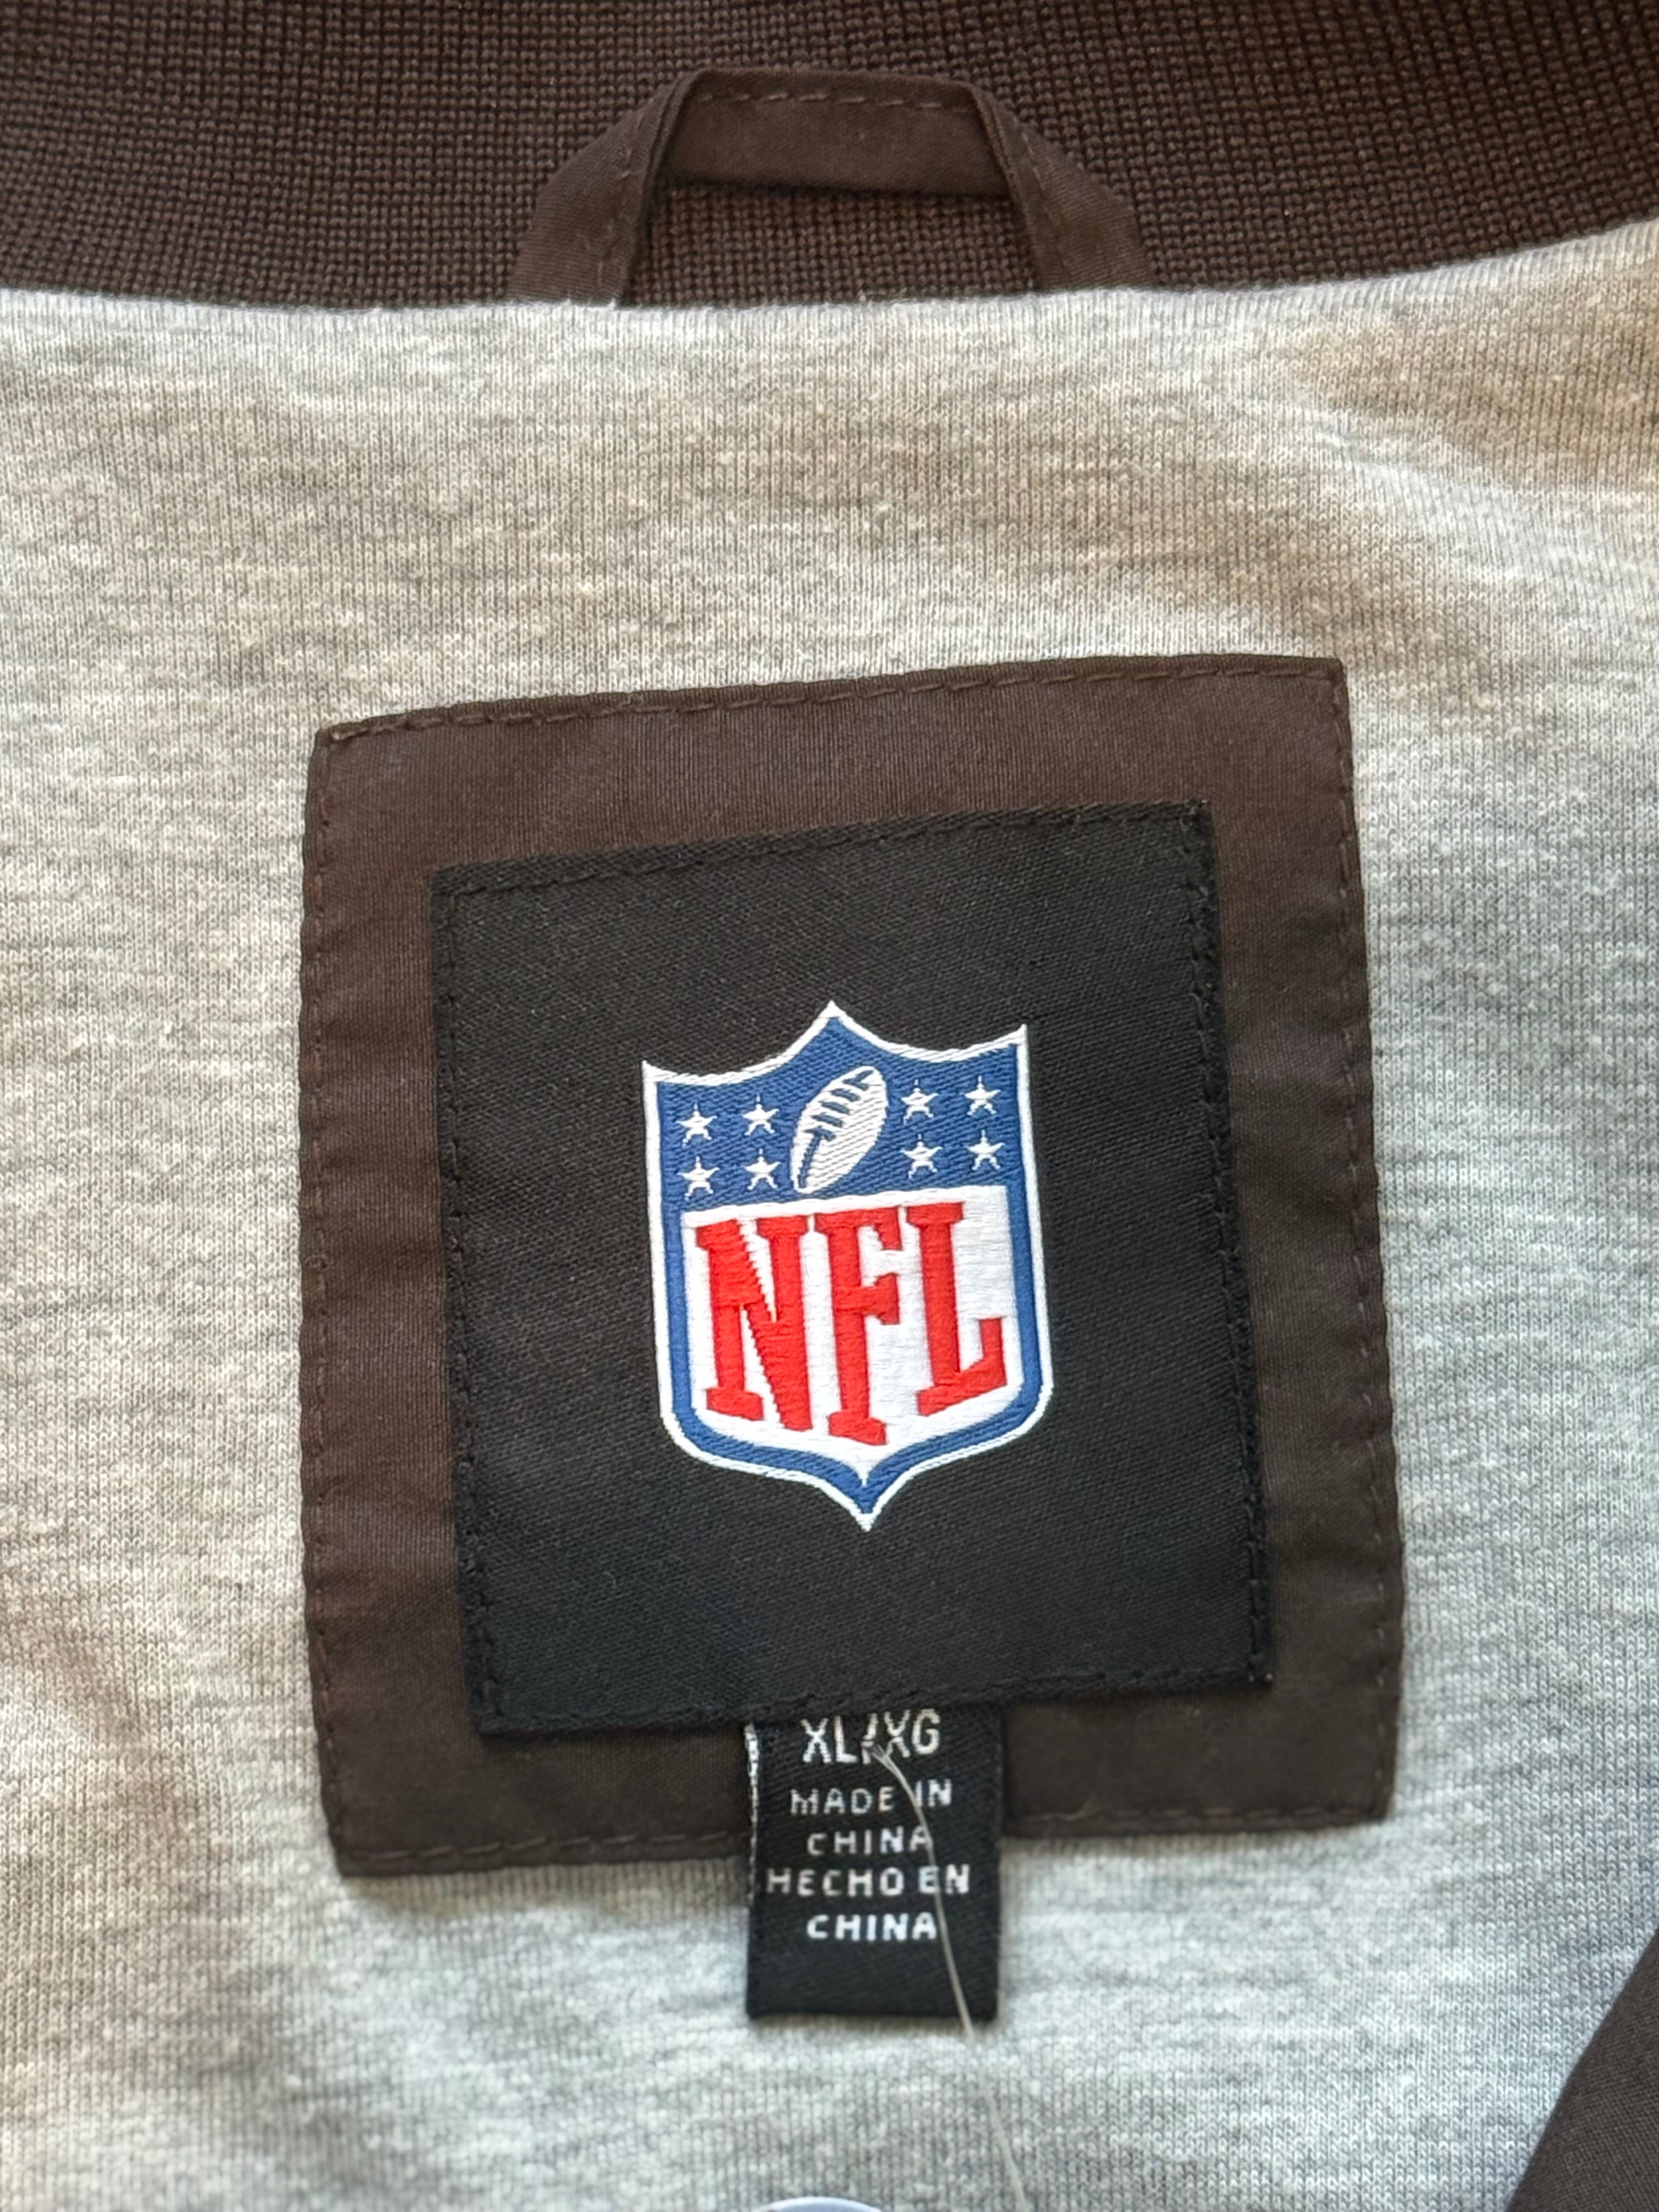 NFL
XL/XG
MADE IN
CHINA
HECHO EN
CHINA